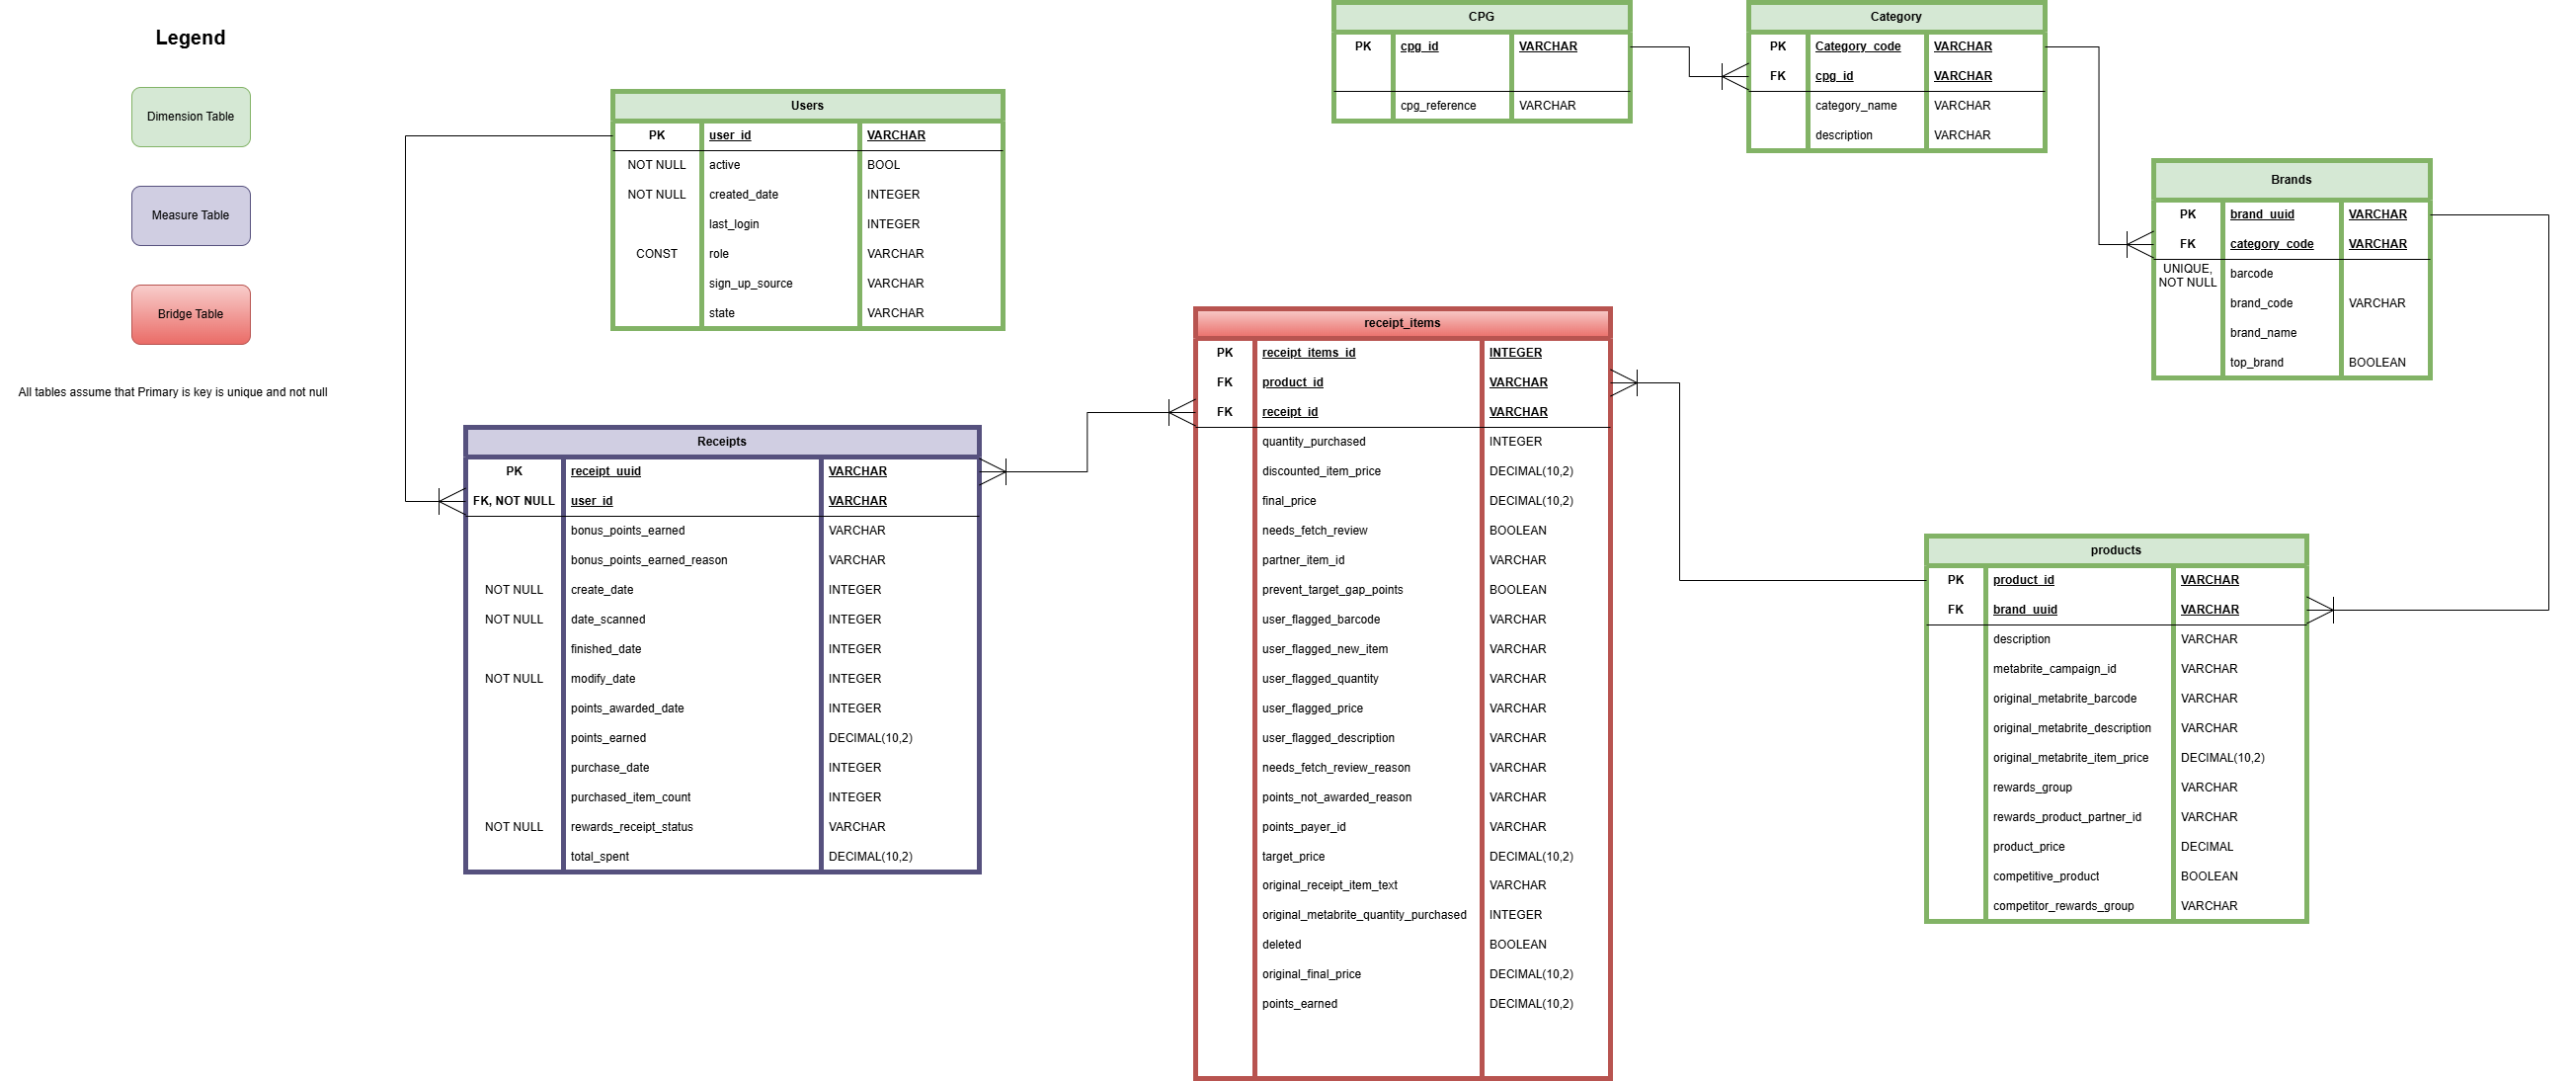 Legend
Dimension Table
Measure Table
Bridge Table
All tables assume that Primary is key is unique and not null
Users
PK user_id VARCHAR
NOT NULL active BOOL
NOT NULL created_date INTEGER
last_login INTEGER
CONST role VARCHAR
sign_up_source VARCHAR
state VARCHAR
Receipts
PK receipt_uuid VARCHAR
FK, NOT NULL user_id VARCHAR
bonus_points_earned VARCHAR
bonus_points_earned_reason VARCHAR
NOT NULL create_date INTEGER
NOT NULL date_scanned INTEGER
finished_date INTEGER
NOT NULL modify_date INTEGER
points_awarded_date INTEGER
points_earned DECIMAL(10,2)
purchase_date INTEGER
purchased_item_count INTEGER
NOT NULL rewards_receipt_status VARCHAR
total_spent DECIMAL(10,2)
receipt_items
PK receipt_items_id INTEGER
FK product_id VARCHAR
FK receipt_id VARCHAR
quantity_purchased INTEGER
discounted_item_price DECIMAL(10,2)
final_price DECIMAL(10,2)
needs_fetch_review BOOLEAN
partner_item_id VARCHAR
prevent_target_gap_points BOOLEAN
user_flagged_barcode VARCHAR
user_flagged_new_item VARCHAR
user_flagged_quantity VARCHAR
user_flagged_price VARCHAR
user_flagged_description VARCHAR
needs_fetch_review_reason VARCHAR
points_not_awarded_reason VARCHAR
points_payer_id VARCHAR
target_price DECIMAL(10,2)
original_receipt_item_text VARCHAR
original_metabrite_quantity_purchased INTEGER
deleted BOOLEAN
original_final_price DECIMAL(10,2)
points_earned DECIMAL(10,2)
CPG
PK cpg_id VARCHAR
cpg_reference VARCHAR
Category
PK Category_code VARCHAR
FK cpg_id VARCHAR
category_name VARCHAR
description VARCHAR
Brands
PK brand_uuid VARCHAR
FK category_code VARCHAR
UNIQUE,
NOT NULL barcode
brand_code VARCHAR
brand_name
top_brand BOOLEAN
products
PK product_id VARCHAR
FK brand_uuid VARCHAR
description VARCHAR
metabrite_campaign_id VARCHAR
original_metabrite_barcode VARCHAR
original_metabrite_description VARCHAR
original_metabrite_item_price DECIMAL(10,2)
rewards_group VARCHAR
rewards_product_partner_id VARCHAR
product_price DECIMAL
competitive_product BOOLEAN
competitor_rewards_group VARCHAR